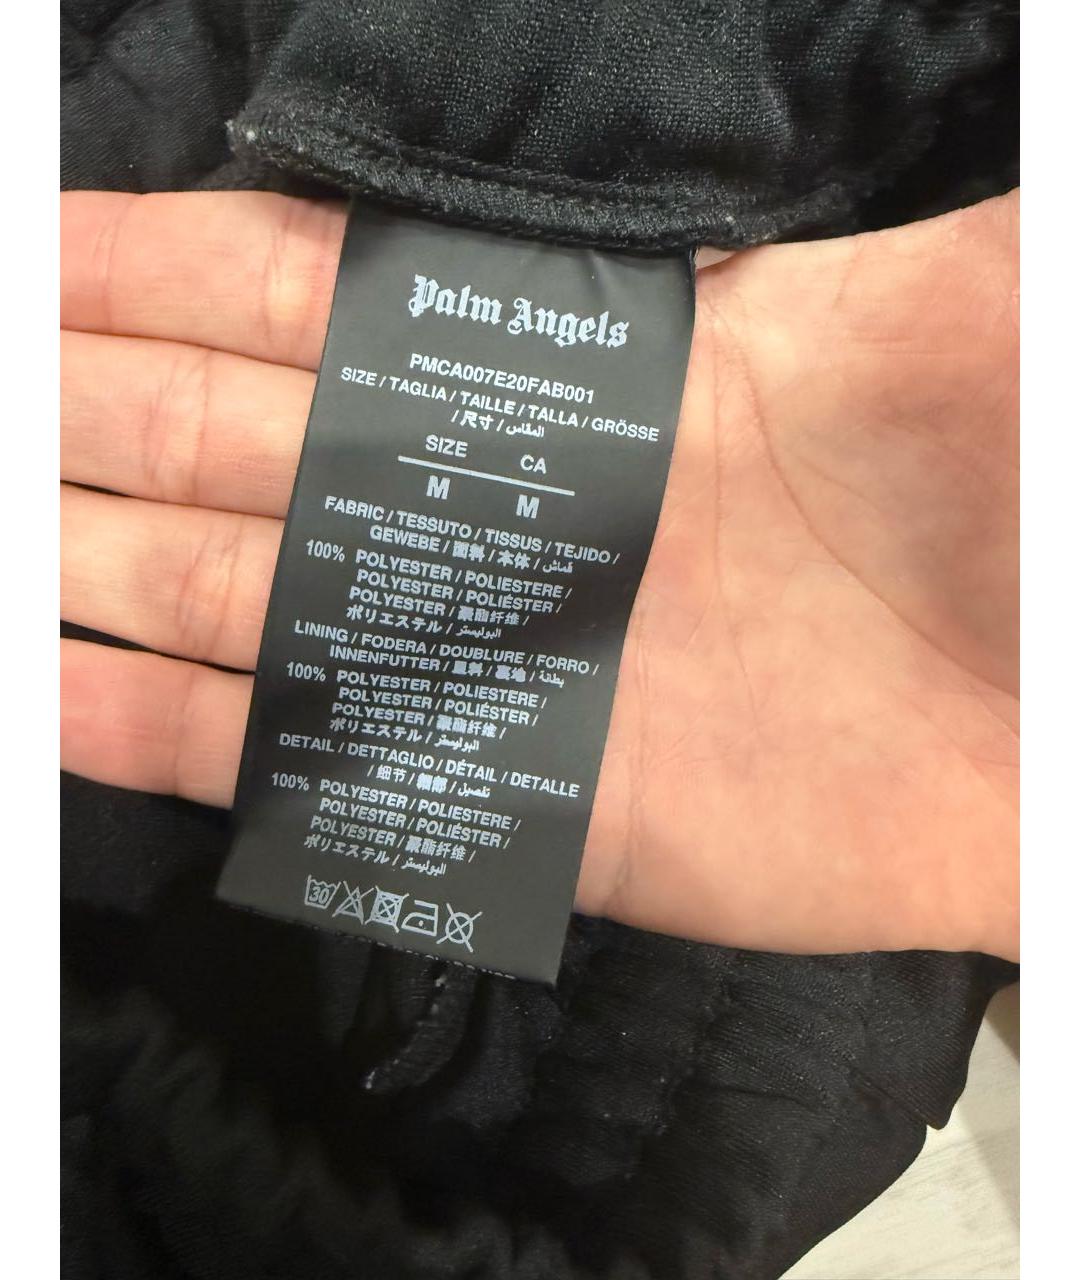 Palm Angels
PMCA007E20FAB001
SIZE / TAGLIA / TAILLE / TALLA / GRÖSSE
/ 尺寸 / المقاس
SIZE CA
M M
FABRIC / TESSUTO / TISSUS / TEJIDO /
GEWEBE / 面料 / 本体 / قماش
100% POLYESTER / POLIESTERE /
POLYESTER / POLIÉSTER /
POLYESTER / 聚酯纤维 /
ポリエステル / البوليستر
LINING / FODERA / DOUBLURE / FORRO /
INNENFUTTER / 里料 / 裏地 / بطانة
100% POLYESTER / POLIESTERE /
POLYESTER / POLIÉSTER /
POLYESTER / 聚酯纤维 /
ポリエステル / البوليستر
DETAIL / DETTAGLIO / DÉTAIL / DETALLE
/ 细节 / 細部 / تفصيل
100% POLYESTER / POLIESTERE /
POLYESTER / POLIÉSTER /
POLYESTER / 聚酯纤维 /
ポリエステル / البوليستر
30